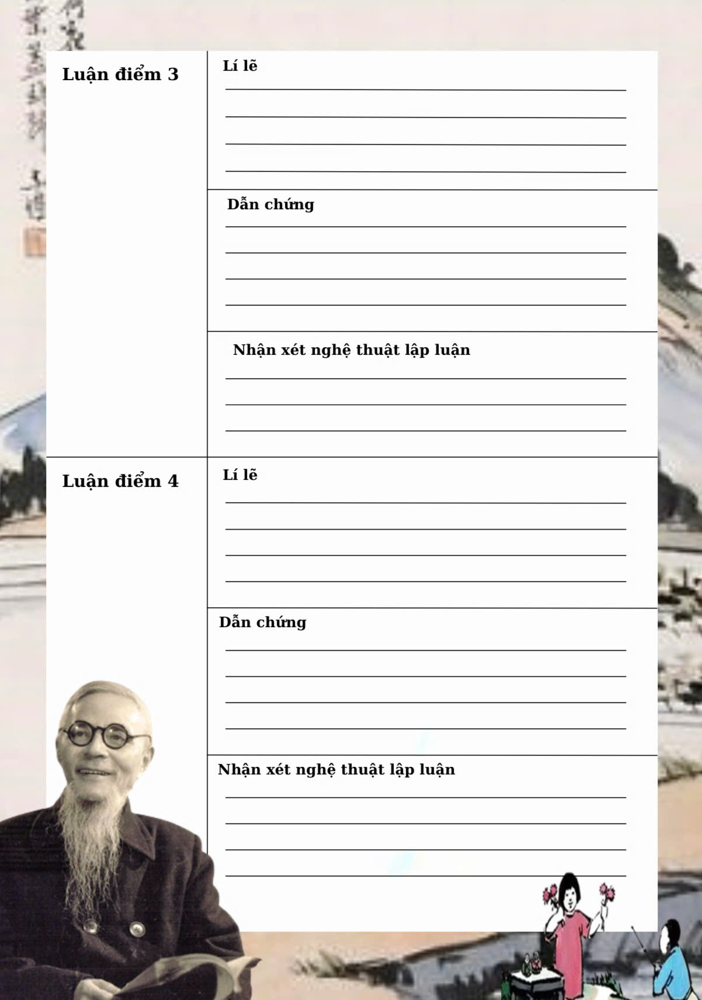 Luận điểm 3
Lí lẽ
Dẫn chứng
Nhận xét nghệ thuật lập luận
Luận điểm 4
Lí lẽ
Dẫn chứng
Nhận xét nghệ thuật lập luận